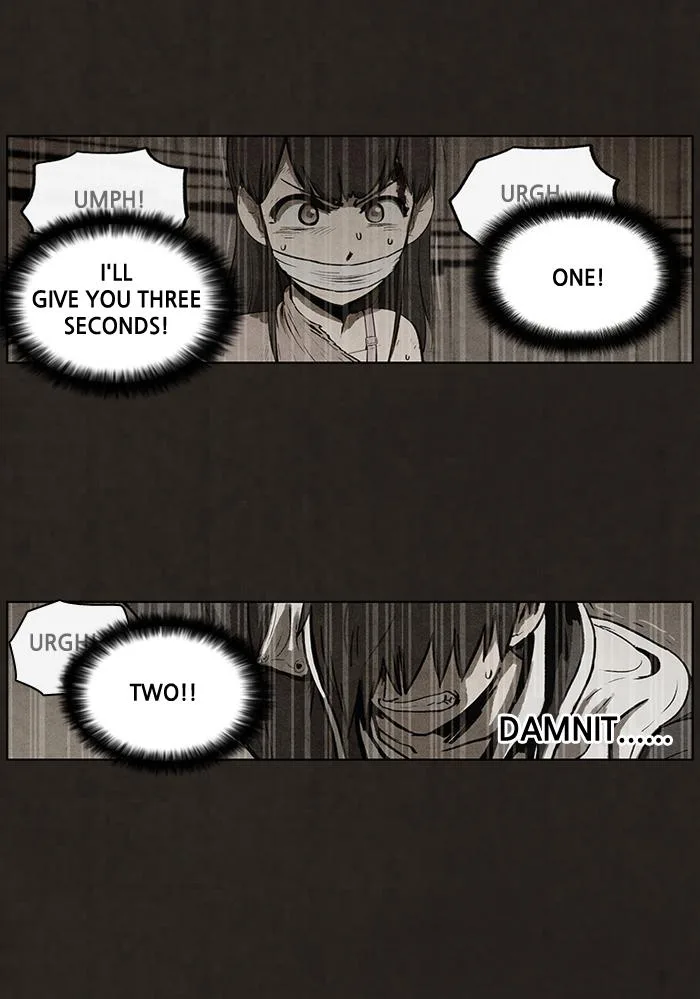 UMPH!
I'LL
GIVE YOU THREE
SECONDS!
URGH
ONE!
URGH
TWO!!
DAMNIT......